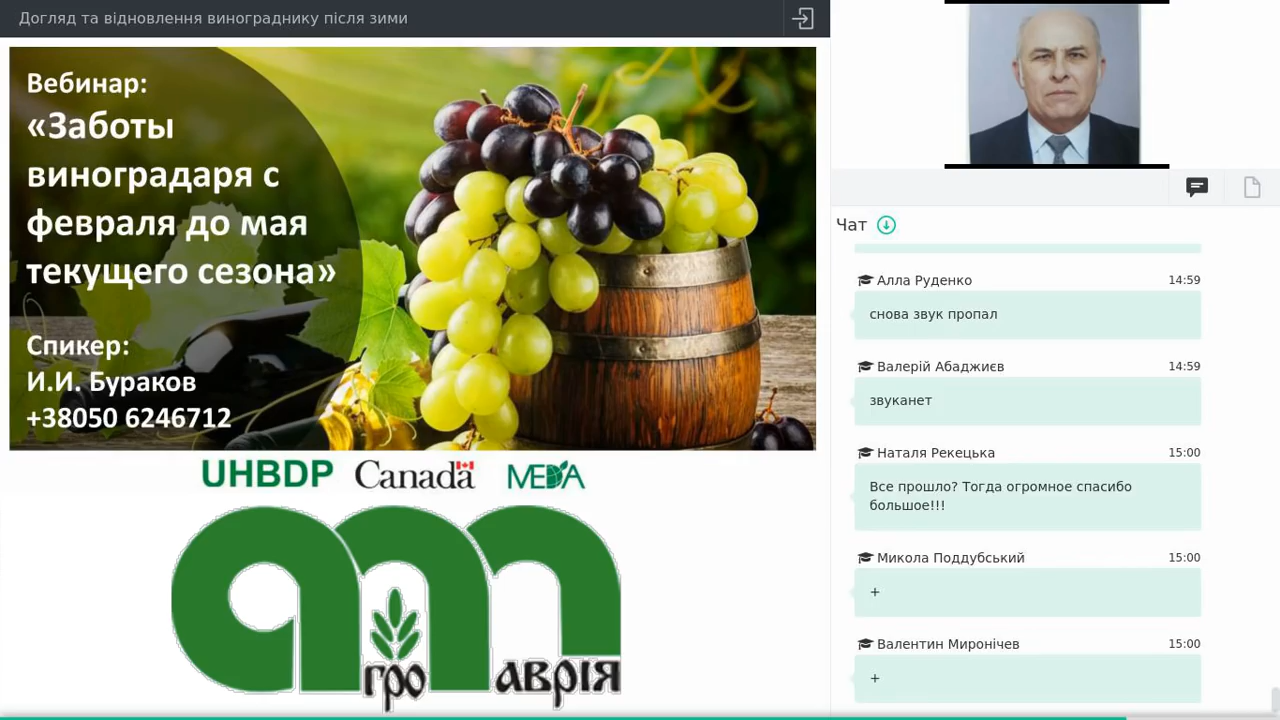 Догляд та відновлення винограднику після зими
Вебинар:
«Заботы
виноградаря с
февраля до мая
текущего сезона»
Спикер:
И.И. Бураков
+38050 6246712
UHBDP
Canada
MEDA
Агро Таврія
Чат
Алла Руденко 14:59
снова звук пропал
Валерій Абаджиєв 14:59
звуканет
Наталя Рекецька 15:00
Все прошло? Тогда огромное спасибо
большое!!!
Микола Поддубський 15:00
+
Валентин Миронічев 15:00
+